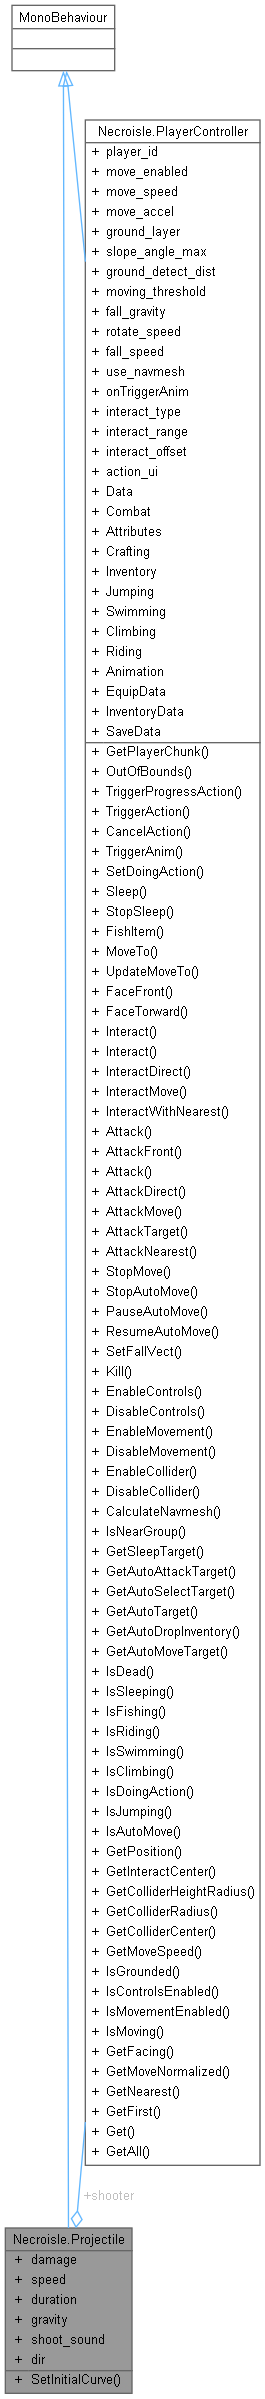 MonoBehaviour
Necroisle.PlayerController
+ player_id
+ move_enabled
+ move_speed
+ move_accel
+ ground_layer
+ slope_angle_max
+ ground_detect_dist
+ moving_threshold
+ fall_gravity
+ rotate_speed
+ fall_speed
+ use_navmesh
+ onTriggerAnim
+ interact_type
+ interact_range
+ interact_offset
+ action_ui
+ Data
+ Combat
+ Attributes
+ Crafting
+ Inventory
+ Jumping
+ Swimming
+ Climbing
+ Riding
+ Animation
+ EquipData
+ InventoryData
+ SaveData
+ GetPlayerChunk()
+ OutOfBounds()
+ TriggerProgressAction()
+ TriggerAction()
+ CancelAction()
+ TriggerAnim()
+ SetDoingAction()
+ Sleep()
+ StopSleep()
+ FishItem()
+ MoveTo()
+ UpdateMoveTo()
+ FaceFront()
+ FaceTorward()
+ Interact()
+ Interact()
+ InteractDirect()
+ InteractMove()
+ InteractWithNearest()
+ Attack()
+ AttackFront()
+ Attack()
+ AttackDirect()
+ AttackMove()
+ AttackTarget()
+ AttackNearest()
+ StopMove()
+ StopAutoMove()
+ PauseAutoMove()
+ ResumeAutoMove()
+ SetFallVect()
+ Kill()
+ EnableControls()
+ DisableControls()
+ EnableMovement()
+ DisableMovement()
+ EnableCollider()
+ DisableCollider()
+ CalculateNavmesh()
+ IsNearGroup()
+ GetSleepTarget()
+ GetAutoAttackTarget()
+ GetAutoSelectTarget()
+ GetAutoTarget()
+ GetAutoDropInventory()
+ GetAutoMoveTarget()
+ IsDead()
+ IsSleeping()
+ IsFishing()
+ IsRiding()
+ IsSwimming()
+ IsClimbing()
+ IsDoingAction()
+ IsJumping()
+ IsAutoMove()
+ GetPosition()
+ GetInteractCenter()
+ GetColliderHeightRadius()
+ GetColliderRadius()
+ GetColliderCenter()
+ GetMoveSpeed()
+ IsGrounded()
+ IsControlsEnabled()
+ IsMovementEnabled()
+ IsMoving()
+ GetFacing()
+ GetMoveNormalized()
+ GetNearest()
+ GetFirst()
+ Get()
+ GetAll()
+shooter
Necroisle.Projectile
+ damage
+ speed
+ duration
+ gravity
+ shoot_sound
+ dir
+ SetInitialCurve()